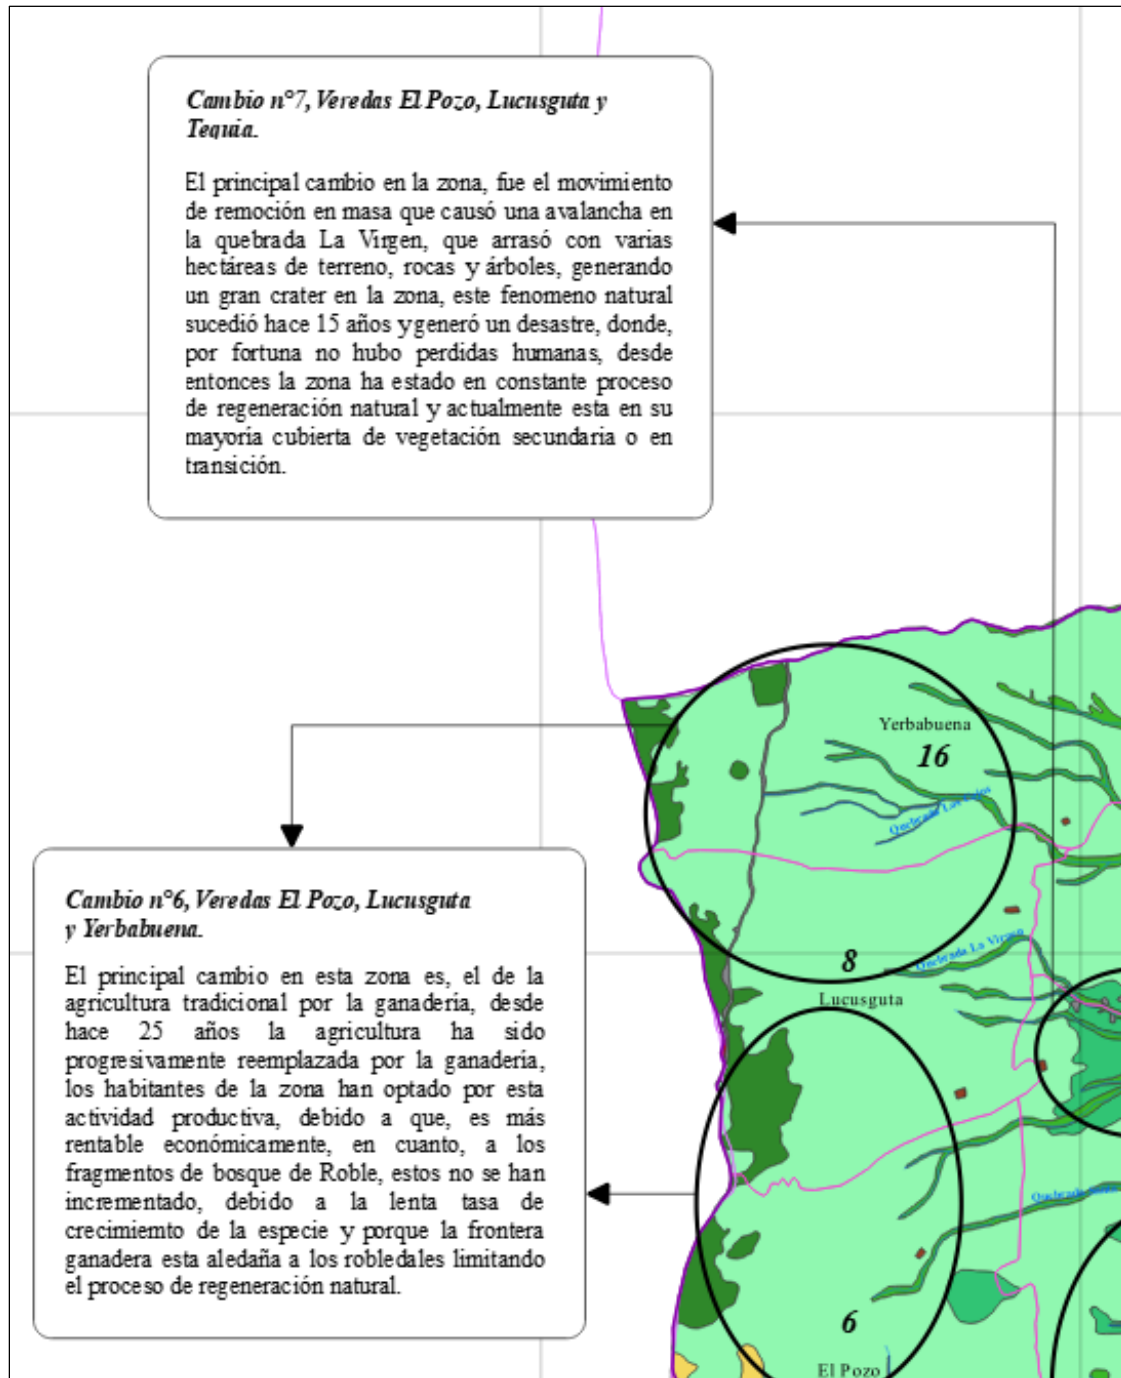 Cambio n°7, Veredas El Pozo, Lucusguta y
Tequia.
El principal cambio en la zona, fue el movimiento
de remoción en masa que causó una avalancha en
la quebrada La Virgen, que arrasó con varias
hectáreas de terreno, rocas y árboles, generando
un gran crater en la zona, este fenomeno natural
sucedió hace 15 años y generó un desastre, donde,
por fortuna no hubo perdidas humanas, desde
entonces la zona ha estado en constante proceso
de regeneración natural y actualmente esta en su
mayoría cubierta de vegetación secundaria o en
transición.
Yerbabuena
16
Quebrada Los
Cambio n°6, Veredas El Pozo, Lucusguta
y Yerbabuena.
El principal cambio en esta zona es, el de la
agricultura tradicional por la ganadería, desde
hace 25 años la agricultura ha sido
progresivamente reemplazada por la ganadería,
los habitantes de la zona han optado por esta
actividad productiva, debido a que, es más
rentable económicamente, en cuanto, a los
fragmentos de bosque de Roble, estos no se han
incrementado, debido a la lenta tasa de
crecimiemto de la especie y porque la frontera
ganadera esta aledaña a los robledales limitando
el proceso de regeneración natural.
Quebrada La Virgen
8
Lucusguta
Quebrada
6
El Pozo